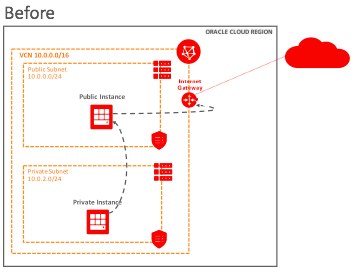 Before
ORACLE CLOUD REGION
VCN 10.0.0.0/16
Public Subnet
10.0.0.0/24
Internet
Gateway
Public Instance
Private Subnet
10.0.2.0/24
Private Instance